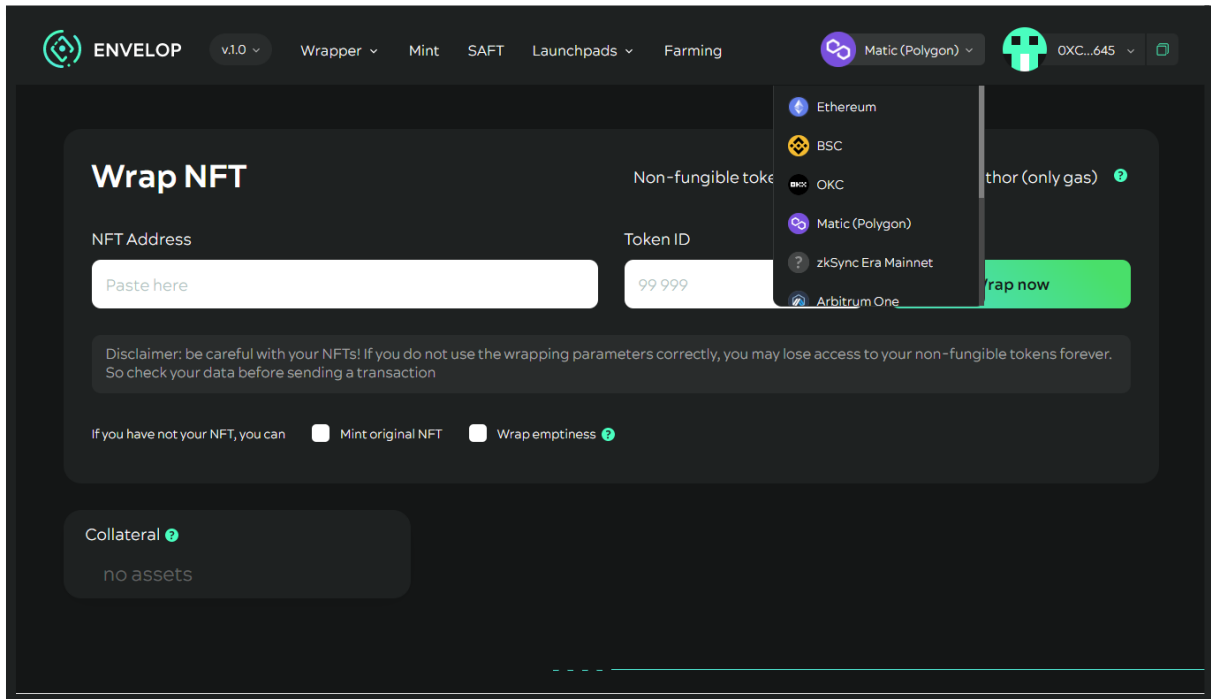 ENVELOP v.1.0 Wrapper Mint SAFT Launchpads Farming Matic (Polygon) 0XC...645
Ethereum
BSC
OKC
Matic (Polygon)
zkSync Era Mainnet
Arbitrum One
Wrap NFT
Non-fungible thor (only gas)
NFT Address Token ID
Paste here 99 999 now
Disclaimer: be careful with your NFTs! If you do not use the wrapping parameters correctly, you may lose access to your non-fungible tokens forever.
So check your data before sending a transaction
If you have not your NFT, you can Mint original NFT Wrap emptiness
Collateral
no assets